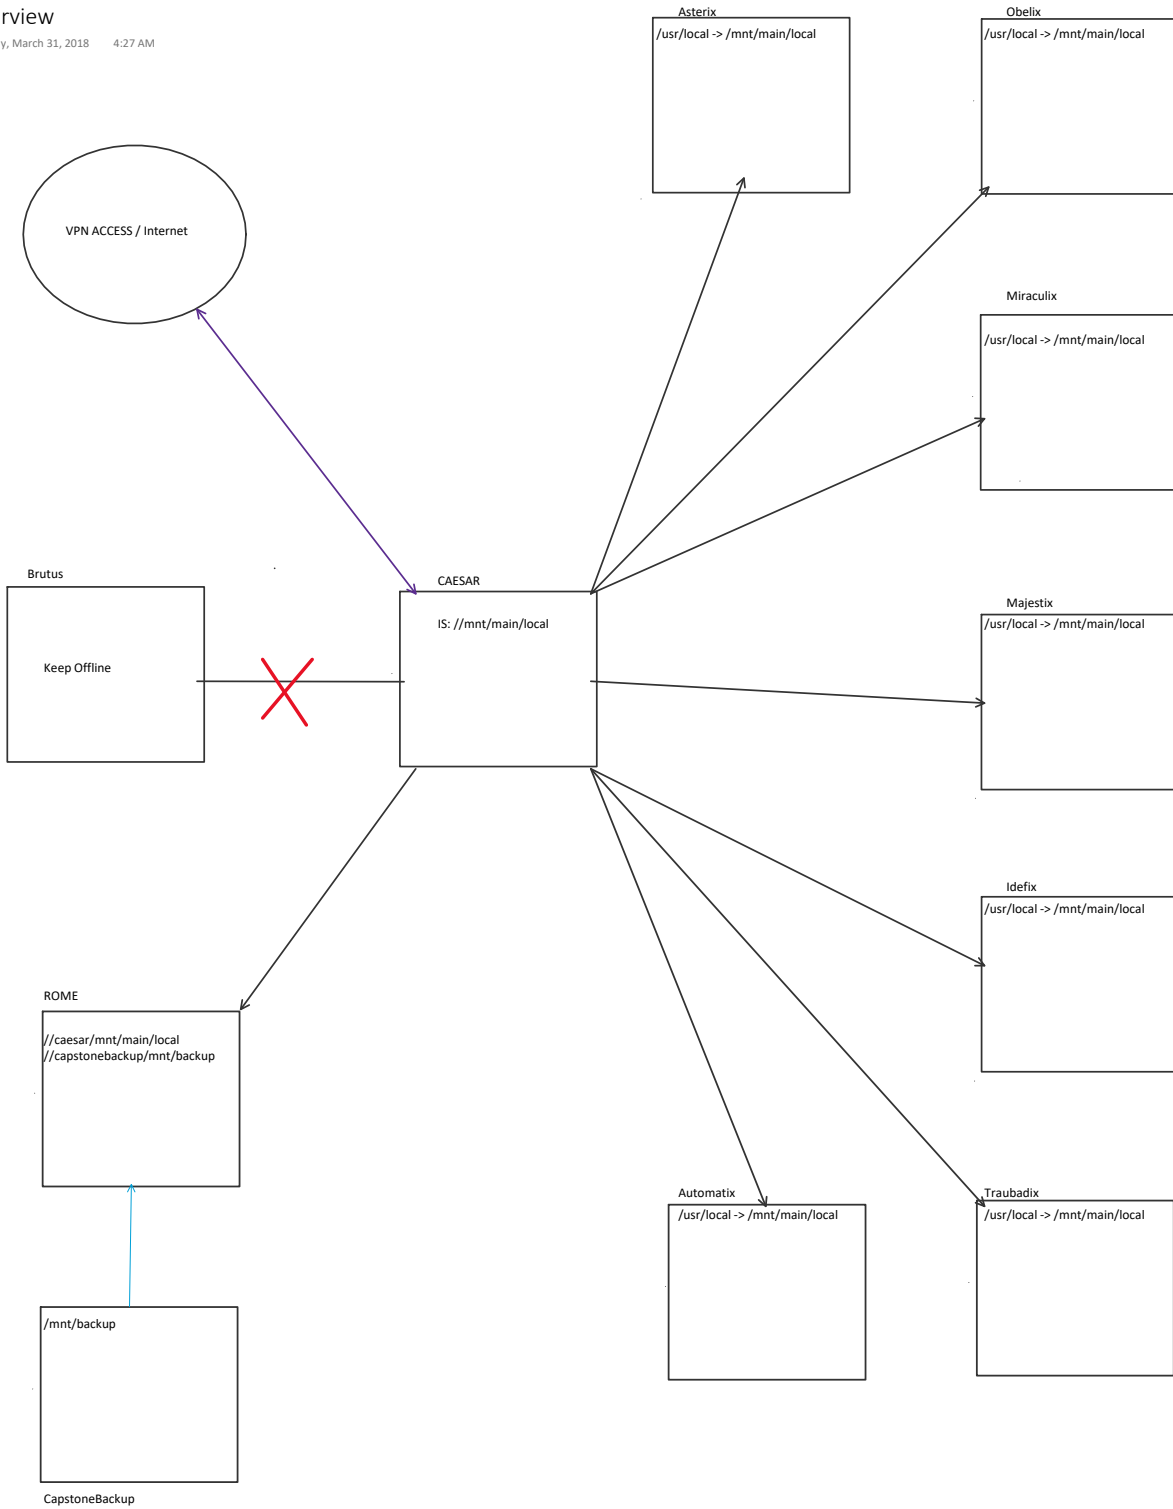 rview
y, March 31, 2018 4:27 AM
Asterix
/usr/local -> /mnt/main/local
Obelix
/usr/local -> /mnt/main/local
VPN ACCESS / Internet
Miraculix
/usr/local -> /mnt/main/local
Brutus
Keep Offline
CAESAR
IS: //mnt/main/local
Majestix
/usr/local -> /mnt/main/local
Idefix
/usr/local -> /mnt/main/local
ROME
//caesar/mnt/main/local
//capstonebackup/mnt/backup
Automatix
/usr/local -> /mnt/main/local
Traubadix
/usr/local -> /mnt/main/local
/mnt/backup
CapstoneBackup